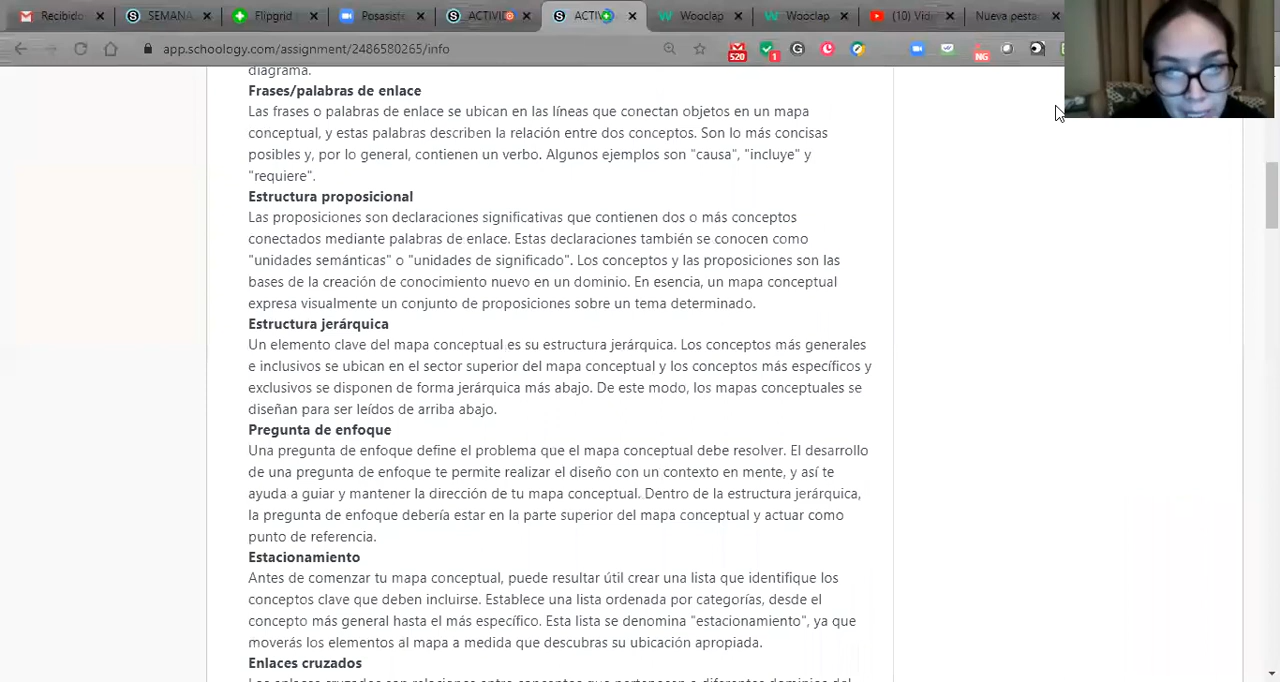 Recibido
SEMANA
Flipgrid
Posasiste
ACTIVID
ACTIV
Wooclap
Wooclap
(10) Vid
Nueva pesta
app.schoology.com/assignment/2486580265/info
520
1
NG
diagrama.
Frases/palabras de enlace
Las frases o palabras de enlace se ubican en las líneas que conectan objetos en un mapa
conceptual, y estas palabras describen la relación entre dos conceptos. Son lo más concisas
posibles y, por lo general, contienen un verbo. Algunos ejemplos son "causa", "incluye" y
"requiere".
Estructura proposicional
Las proposiciones son declaraciones significativas que contienen dos o más conceptos
conectados mediante palabras de enlace. Estas declaraciones también se conocen como
"unidades semánticas" o "unidades de significado". Los conceptos y las proposiciones son las
bases de la creación de conocimiento nuevo en un dominio. En esencia, un mapa conceptual
expresa visualmente un conjunto de proposiciones sobre un tema determinado.
Estructura jerárquica
Un elemento clave del mapa conceptual es su estructura jerárquica. Los conceptos más generales
e inclusivos se ubican en el sector superior del mapa conceptual y los conceptos más específicos y
exclusivos se disponen de forma jerárquica más abajo. De este modo, los mapas conceptuales se
diseñan para ser leídos de arriba abajo.
Pregunta de enfoque
Una pregunta de enfoque define el problema que el mapa conceptual debe resolver. El desarrollo
de una pregunta de enfoque te permite realizar el diseño con un contexto en mente, y así te
ayuda a guiar y mantener la dirección de tu mapa conceptual. Dentro de la estructura jerárquica,
la pregunta de enfoque debería estar en la parte superior del mapa conceptual y actuar como
punto de referencia.
Estacionamiento
Antes de comenzar tu mapa conceptual, puede resultar útil crear una lista que identifique los
conceptos clave que deben incluirse. Establece una lista ordenada por categorías, desde el
concepto más general hasta el más específico. Esta lista se denomina "estacionamiento", ya que
moverás los elementos al mapa a medida que descubras su ubicación apropiada.
Enlaces cruzados